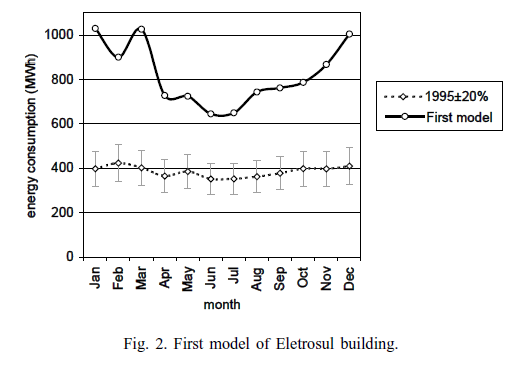 1000
800
600
400
200
0
energy consumption (MWh)
Jan Feb Mar Apr May Jun Jul Aug Sep Oct Nov Dec
month
1995±20%
First model
Fig. 2. First model of Eletrosul building.